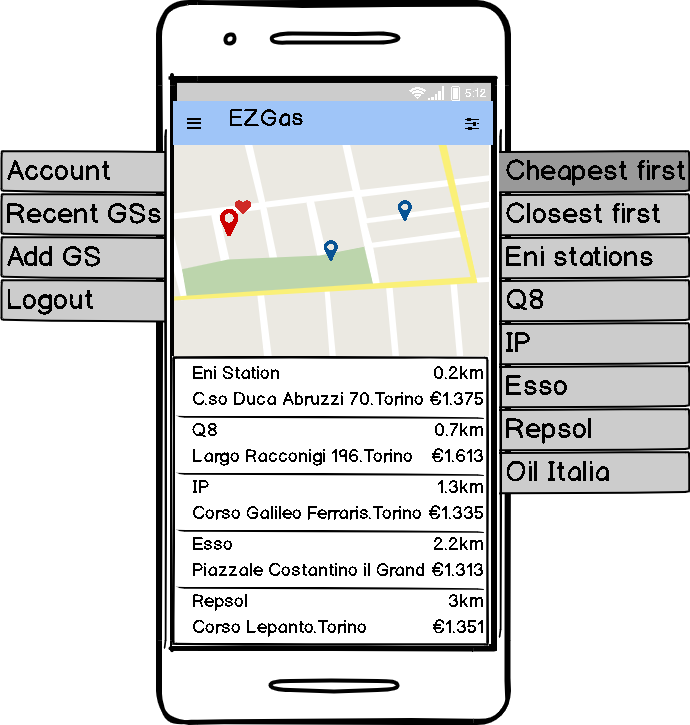 5:12
EZGas
Account
Recent GSs
Add GS
Logout
Cheapest first
Closest first
Eni stations
Q8
IP
Esso
Repsol
Oil Italia
Eni Station 0.2km
C.so Duca Abruzzi 70.Torino €1.375
Q8 0.7km
Largo Racconigi 196.Torino €1.613
IP 1.3km
Corso Galileo Ferraris.Torino €1.335
Esso 2.2km
Piazzale Costantino il Grand €1.313
Repsol 3km
Corso Lepanto.Torino €1.351